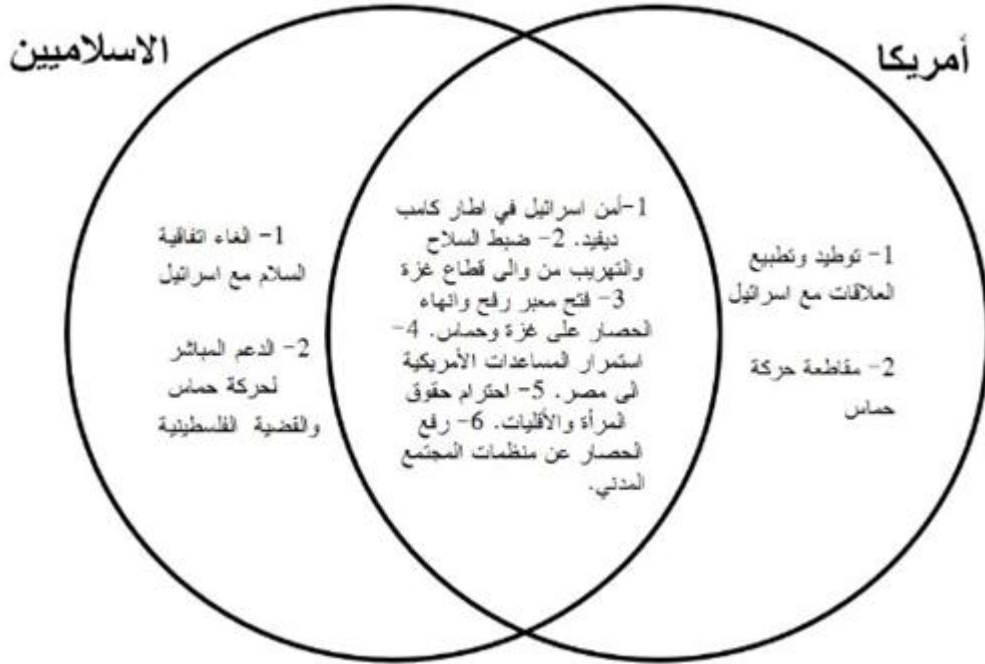 أمريكا
الاسلاميين
1- توطيد وتطبيع
العلاقات مع اسرائيل
2- مقاطعة حركة
حماس
1-أمن اسرائيل في اطار كامب
ديفيد. 2- ضبط السلاح
والتهريب من والى قطاع غزة
3- فتح معبر رفح وانهاء
الحصار على غزة وحماس. 4-
استمرار المساعدات الأمريكية
الى مصر. 5- احترام حقوق
المرأة والأقليات. 6- رفع
الحصار عن منظمات المجتمع
المدني.
1- الغاء اتفاقية
السلام مع اسرائيل
2- الدعم المباشر
لحركة حماس
والقضية الفلسطينية